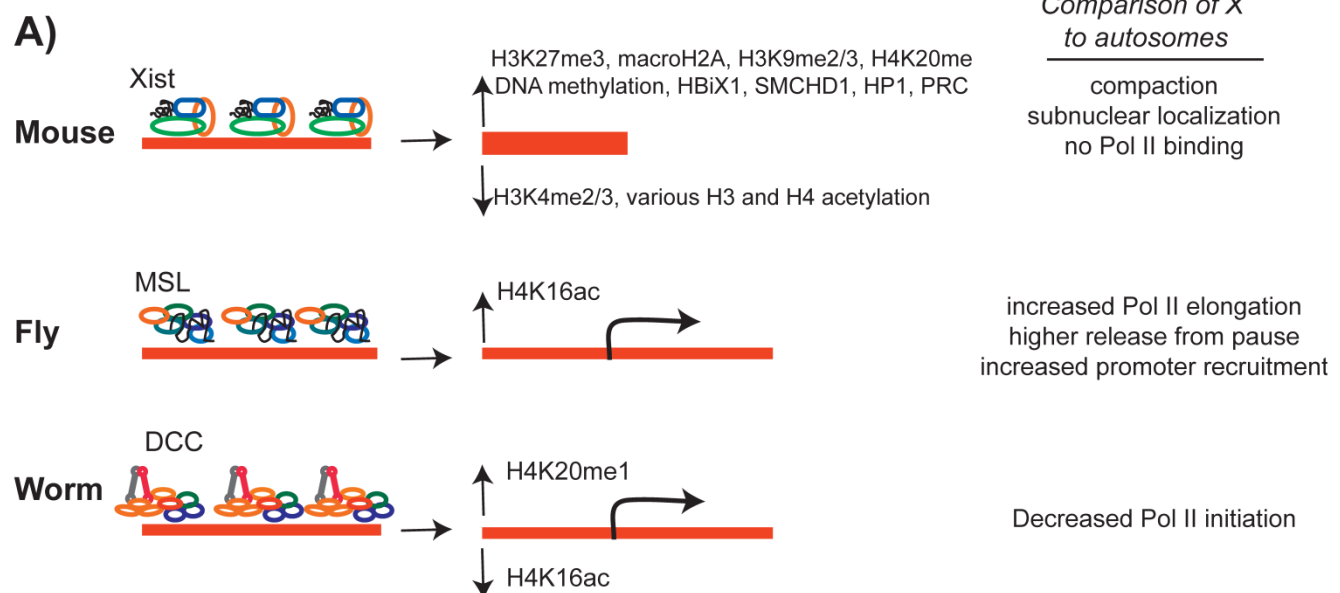 A)
Comparison of X
to autosomes
Mouse
Xist
H3K27me3, macroH2A, H3K9me2/3, H4K20me
DNA methylation, HBiX1, SMCHD1, HP1, PRC
H3K4me2/3, various H3 and H4 acetylation
compaction
subnuclear localization
no Pol II binding
Fly
MSL
H4K16ac
increased Pol II elongation
higher release from pause
increased promoter recruitment
Worm
DCC
H4K20me1
H4K16ac
Decreased Pol II initiation